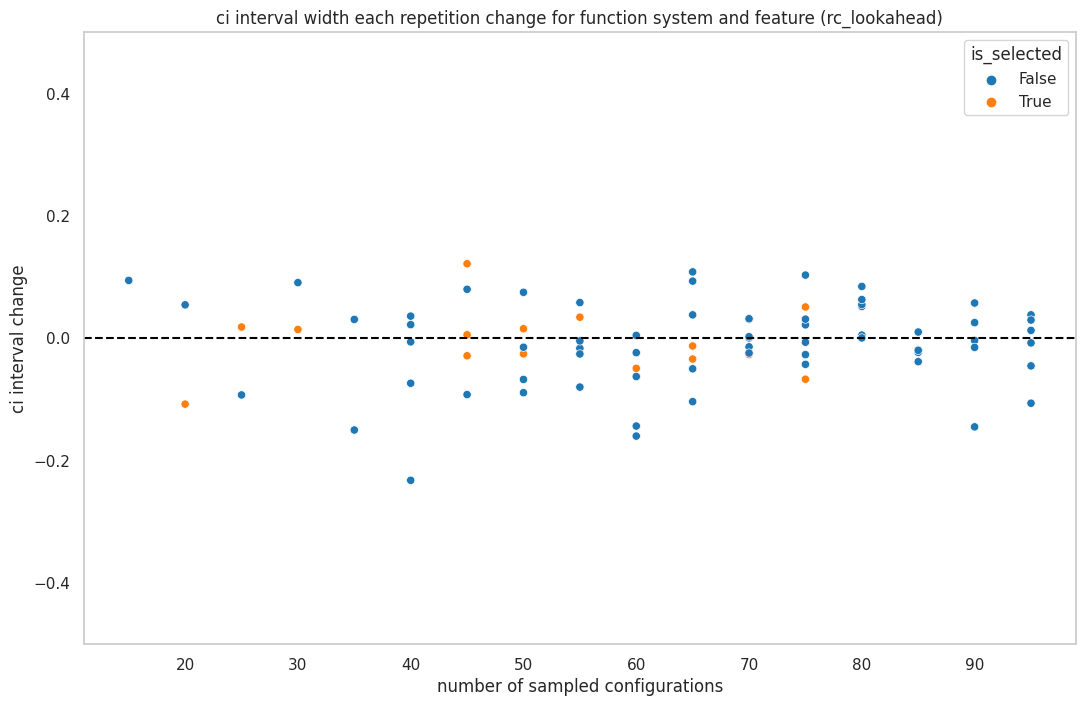 ci interval width each repetition change for function system and feature (rc_lookahead)
is_selected
False
True
0.4
0.2
0.0
−0.2
−0.4
ci interval change
20 30 40 50 60 70 80 90
number of sampled configurations